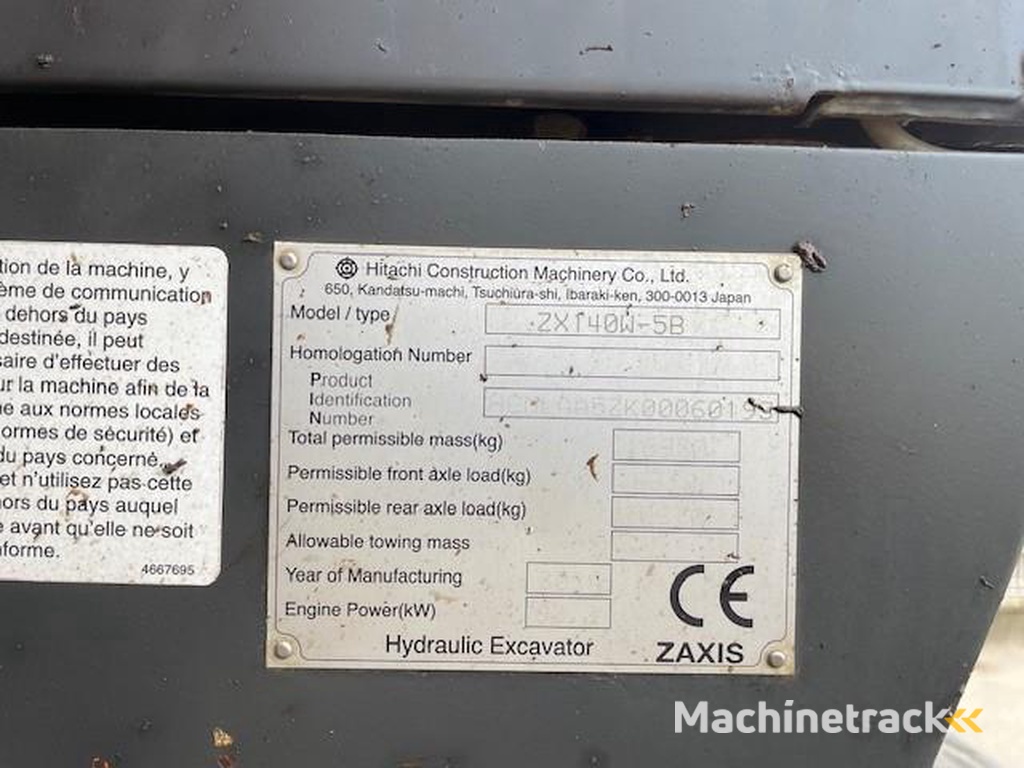 tion de la machine, y
ème de communication
dehors du pays
destinée, il peut
saire d'effectuer des
ur la machine afin de la
ne aux normes locales
ormes de sécurité) et
du pays concerné
et n'utilisez pas cette
hors du pays auquel
e avant qu'elle ne soit
nforme.
4667695
Hitachi Construction Machinery Co., Ltd.
650, Kandatsu-machi, Tsuchiura-shi, Ibaraki-ken, 300-0013 Japan
Model / type ZX140W-5B
Homologation Number
Product
Identification
Number
Total permissible mass(kg)
Permissible front axle load(kg)
Permissible rear axle load(kg)
Allowable towing mass
Year of Manufacturing
Engine Power(kW)
CE
Hydraulic Excavator ZAXIS
Machinetrack